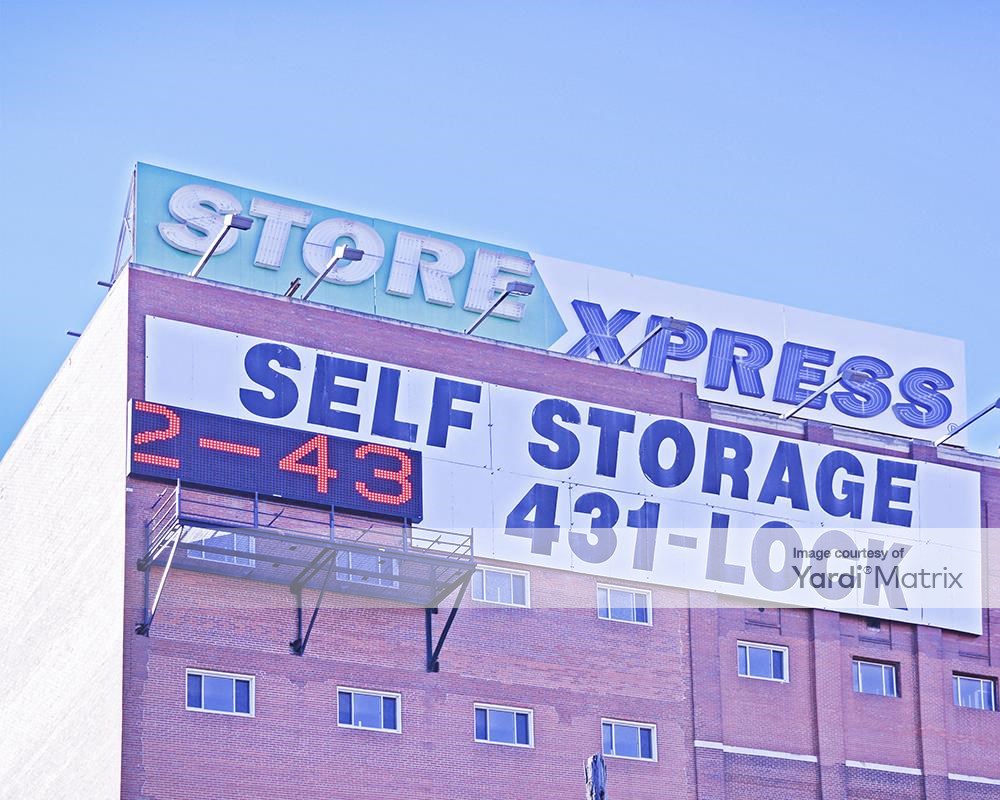 STORE
XPRESS®
SELF STORAGE
2-43
431-LOCK
Image courtesy of
Yardi® Matrix